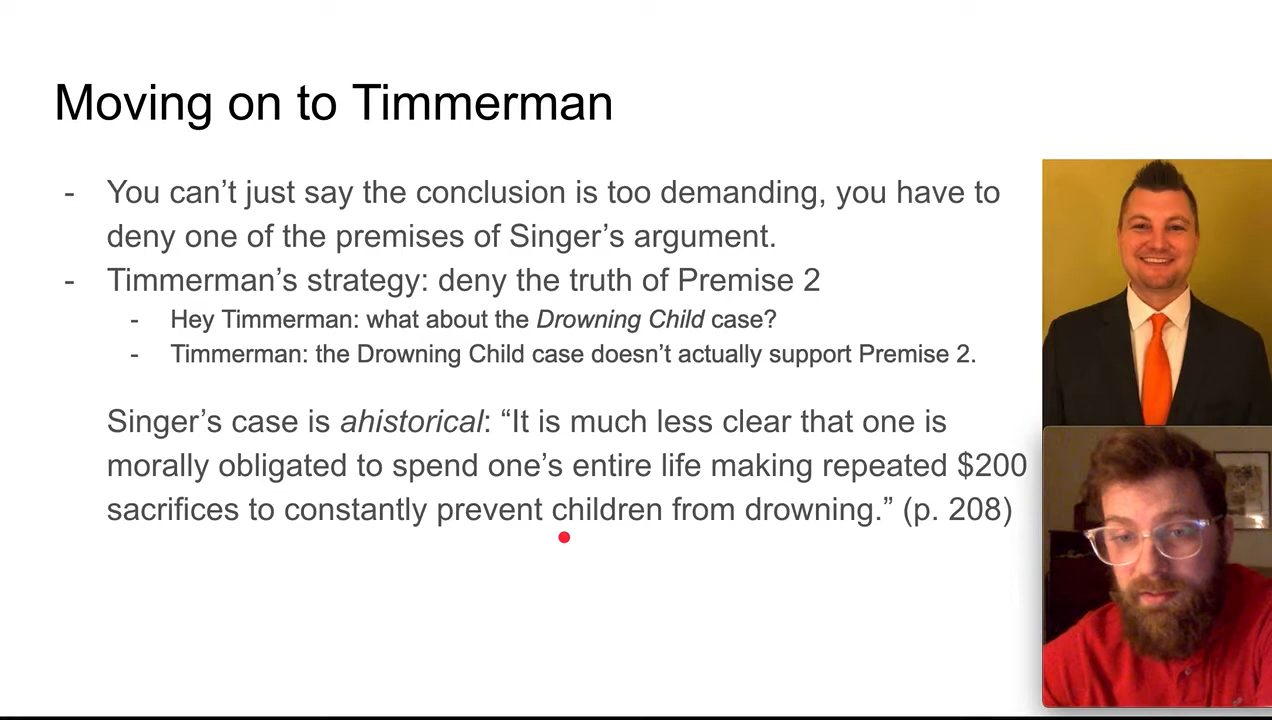 Moving on to Timmerman
- You can’t just say the conclusion is too demanding, you have to
deny one of the premises of Singer’s argument.
- Timmerman’s strategy: deny the truth of Premise 2
- Hey Timmerman: what about the Drowning Child case?
- Timmerman: the Drowning Child case doesn’t actually support Premise 2.
Singer’s case is ahistorical: “It is much less clear that one is
morally obligated to spend one’s entire life making repeated $200
sacrifices to constantly prevent children from drowning.” (p. 208)